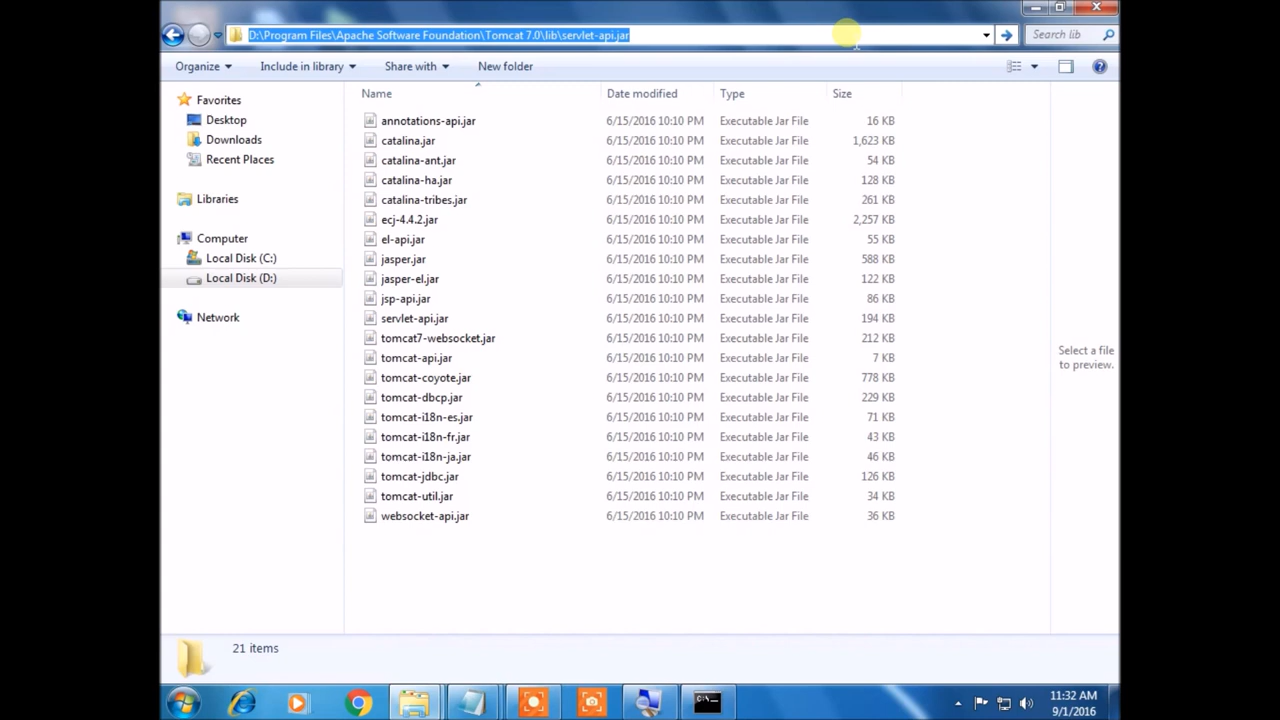 D:\Program Files\Apache Software Foundation\Tomcat 7.0\lib\servlet-api.jar
Search lib
Organize Include in library Share with New folder
Favorites
Desktop
Downloads
Recent Places
Libraries
Computer
Local Disk (C:)
Local Disk (D:)
Network
Name Date modified Type Size
annotations-api.jar 6/15/2016 10:10 PM Executable Jar File 16 KB
catalina.jar 6/15/2016 10:10 PM Executable Jar File 1,623 KB
catalina-ant.jar 6/15/2016 10:10 PM Executable Jar File 54 KB
catalina-ha.jar 6/15/2016 10:10 PM Executable Jar File 128 KB
catalina-tribes.jar 6/15/2016 10:10 PM Executable Jar File 261 KB
ecj-4.4.2.jar 6/15/2016 10:10 PM Executable Jar File 2,257 KB
el-api.jar 6/15/2016 10:10 PM Executable Jar File 55 KB
jasper.jar 6/15/2016 10:10 PM Executable Jar File 588 KB
jasper-el.jar 6/15/2016 10:10 PM Executable Jar File 122 KB
jsp-api.jar 6/15/2016 10:10 PM Executable Jar File 86 KB
servlet-api.jar 6/15/2016 10:10 PM Executable Jar File 194 KB
tomcat7-websocket.jar 6/15/2016 10:10 PM Executable Jar File 212 KB
tomcat-api.jar 6/15/2016 10:10 PM Executable Jar File 7 KB
tomcat-coyote.jar 6/15/2016 10:10 PM Executable Jar File 778 KB
tomcat-dbcp.jar 6/15/2016 10:10 PM Executable Jar File 229 KB
tomcat-i18n-es.jar 6/15/2016 10:10 PM Executable Jar File 71 KB
tomcat-i18n-fr.jar 6/15/2016 10:10 PM Executable Jar File 43 KB
tomcat-i18n-ja.jar 6/15/2016 10:10 PM Executable Jar File 46 KB
tomcat-jdbc.jar 6/15/2016 10:10 PM Executable Jar File 126 KB
tomcat-util.jar 6/15/2016 10:10 PM Executable Jar File 34 KB
websocket-api.jar 6/15/2016 10:10 PM Executable Jar File 36 KB
Select a file
to preview.
21 items
C:\
11:32 AM
9/1/2016